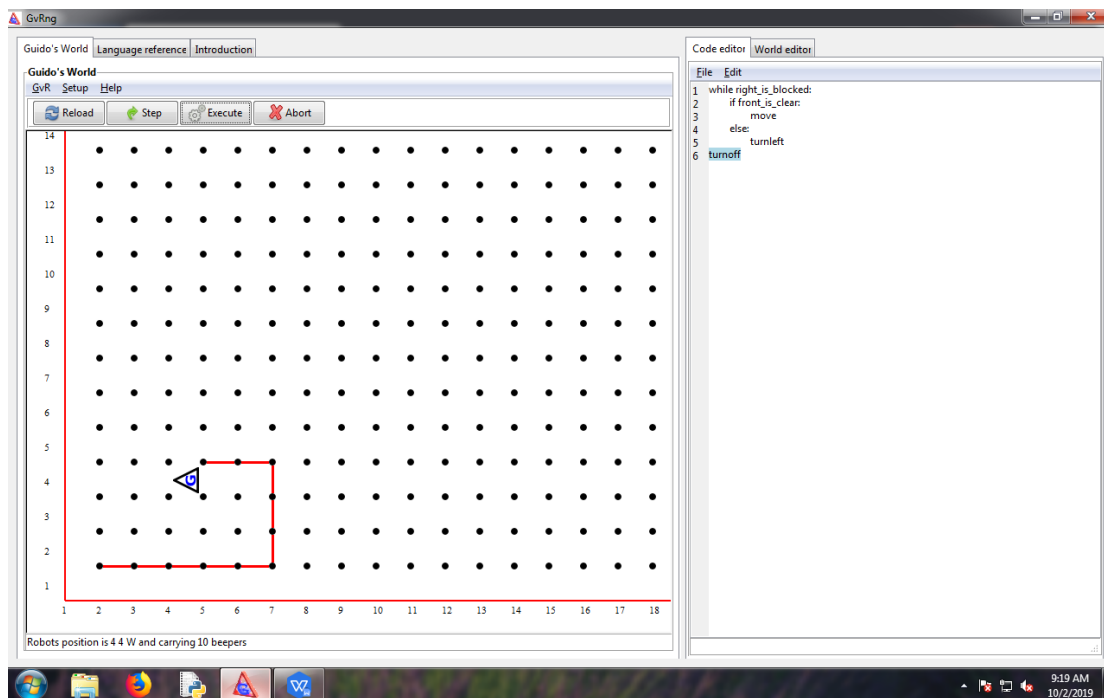 GvRng
Guido's World Language reference Introduction
Guido's World
GvR Setup Help
Reload Step Execute Abort
14
13
12
11
10
9
8
7
6
5
4
3
2
1
G
1 2 3 4 5 6 7 8 9 10 11 12 13 14 15 16 17 18
Robots position is 4 4 W and carrying 10 beepers
Code editor World editor
File Edit
1 while right_is_blocked:
2 if front_is_clear:
3 move
4 else:
5 turnleft
6 turnoff
9:19 AM
10/2/2019